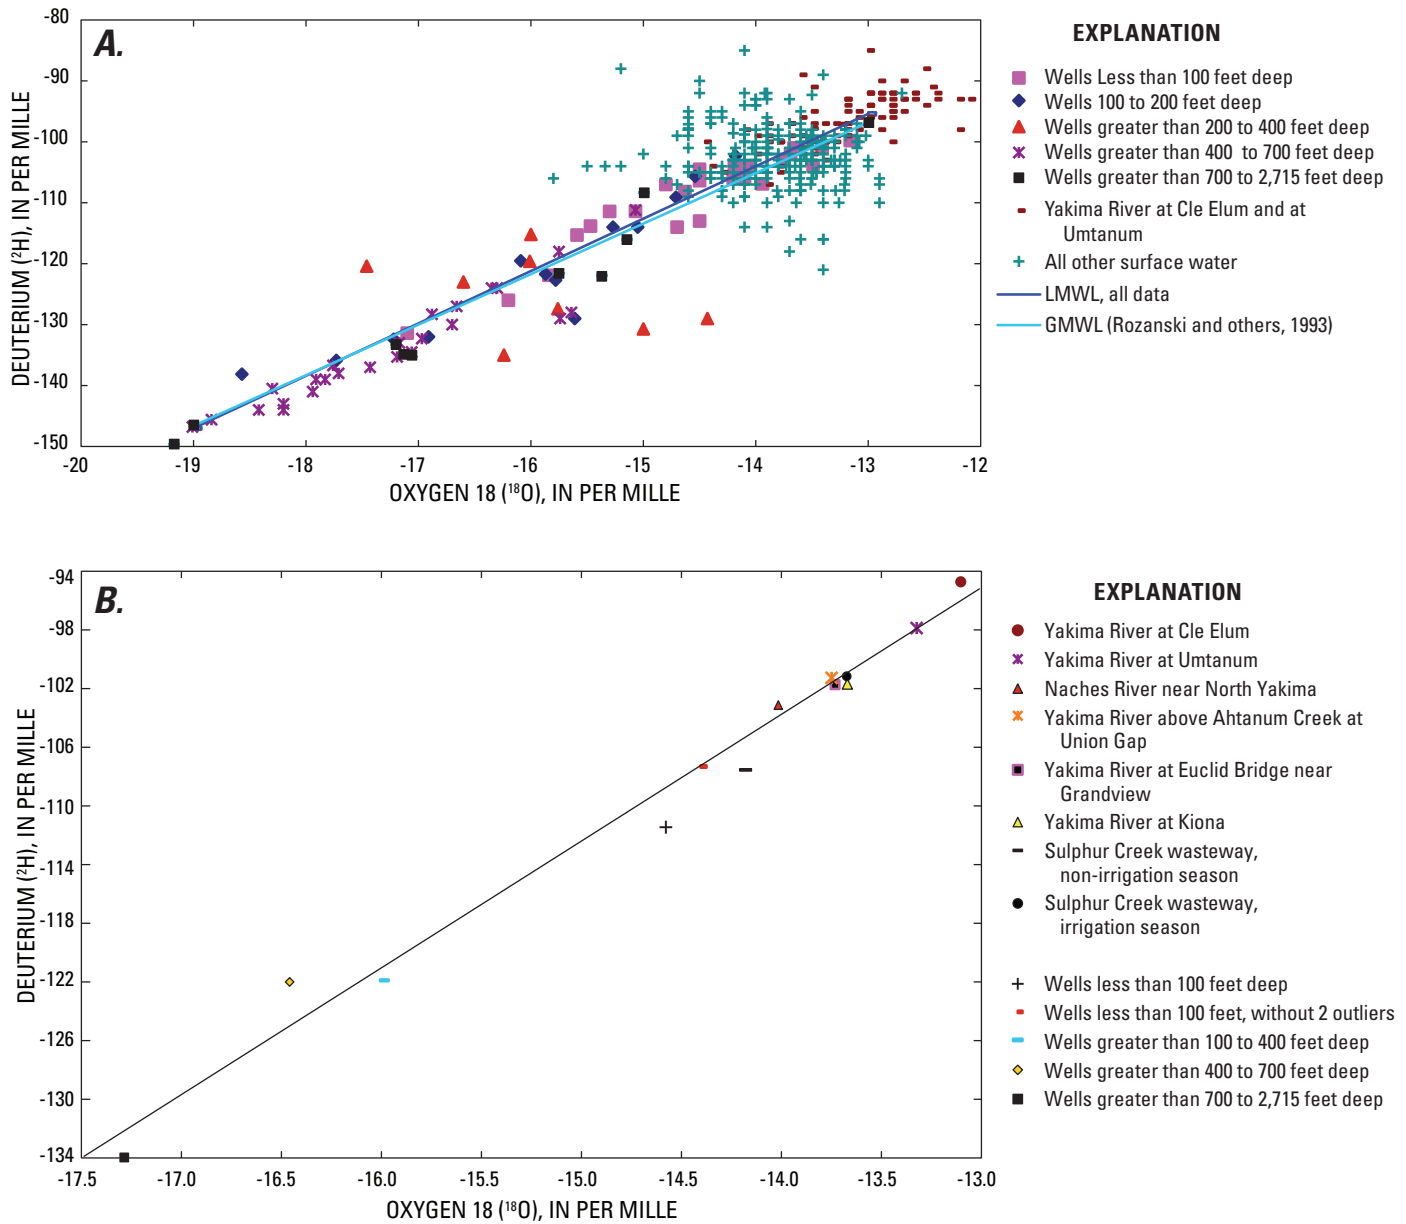 A.
-80
-90
-100
-110
-120
-130
-140
-150
DEUTERIUM (²H), IN PER MILLE
-20
-19
-18
-17
-16
-15
-14
-13
-12
OXYGEN 18 (¹⁸O), IN PER MILLE
EXPLANATION
Wells Less than 100 feet deep
Wells 100 to 200 feet deep
Wells greater than 200 to 400 feet deep
Wells greater than 400 to 700 feet deep
Wells greater than 700 to 2,715 feet deep
Yakima River at Cle Elum and at
Umtanum
All other surface water
LMWL, all data
GMWL (Rozanski and others, 1993)
B.
-94
-98
-102
-106
-110
-114
-118
-122
-126
-130
-134
DEUTERIUM (²H), IN PER MILLE
-17.5
-17.0
-16.5
-16.0
-15.5
-15.0
-14.5
-14.0
-13.5
-13.0
OXYGEN 18 (¹⁸O), IN PER MILLE
EXPLANATION
Yakima River at Cle Elum
Yakima River at Umtanum
Naches River near North Yakima
Yakima River above Ahtanum Creek at
Union Gap
Yakima River at Euclid Bridge near
Grandview
Yakima River at Kiona
Sulphur Creek wasteway,
non-irrigation season
Sulphur Creek wasteway,
irrigation season
Wells less than 100 feet deep
Wells less than 100 feet, without 2 outliers
Wells greater than 100 to 400 feet deep
Wells greater than 400 to 700 feet deep
Wells greater than 700 to 2,715 feet deep